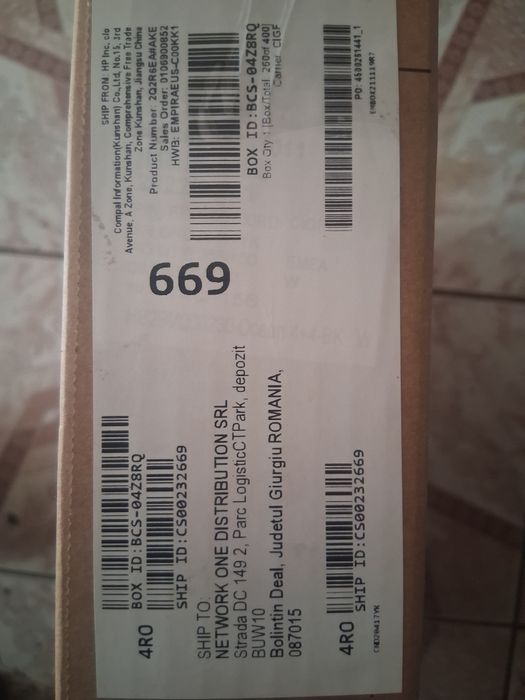 SHIP FROM: HP Inc, c/o
Compal Information(Kunshan) Co.,Ltd, No.15, 3rd
Avenue, A Zone, Kunshan, Comprehensive Free Trade
Zone Kunshan, Jiangsu China
Product Number: 2Q2R6EA#AKE
Sales Order: 0106900852
HWB: EMPIRAEUS-C00KK1
BOX ID:BCS-04Z8RQ
Box Qty : 1 [Box/Total: 260of 400]
Carrier CIGF
PO: 4500261441_1
669
BOX ID:BCS-04Z8RQ
4RO
SHIP ID:CS00232669
SHIP TO:
NETWORK ONE DISTRIBUTION SRL
Strada DC 149 2, Parc LogisticCTPark, depozit
BUW10
Bolintin Deal, Judetul Giurgiu ROMANIA,
087015
4RO
SHIP ID:CS00232669